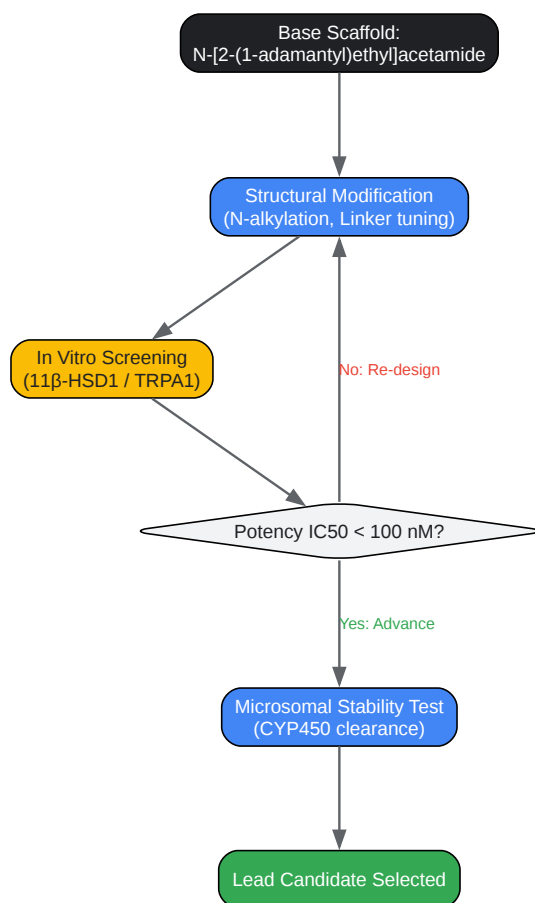 Base Scaffold:
N-[2-(1-adamantyl)ethyl]acetamide
Structural Modification
(N-alkylation, Linker tuning)
In Vitro Screening
(11β-HSD1 / TRPA1)
No: Re-design
Potency IC50 < 100 nM?
Yes: Advance
Microsomal Stability Test
(CYP450 clearance)
Lead Candidate Selected